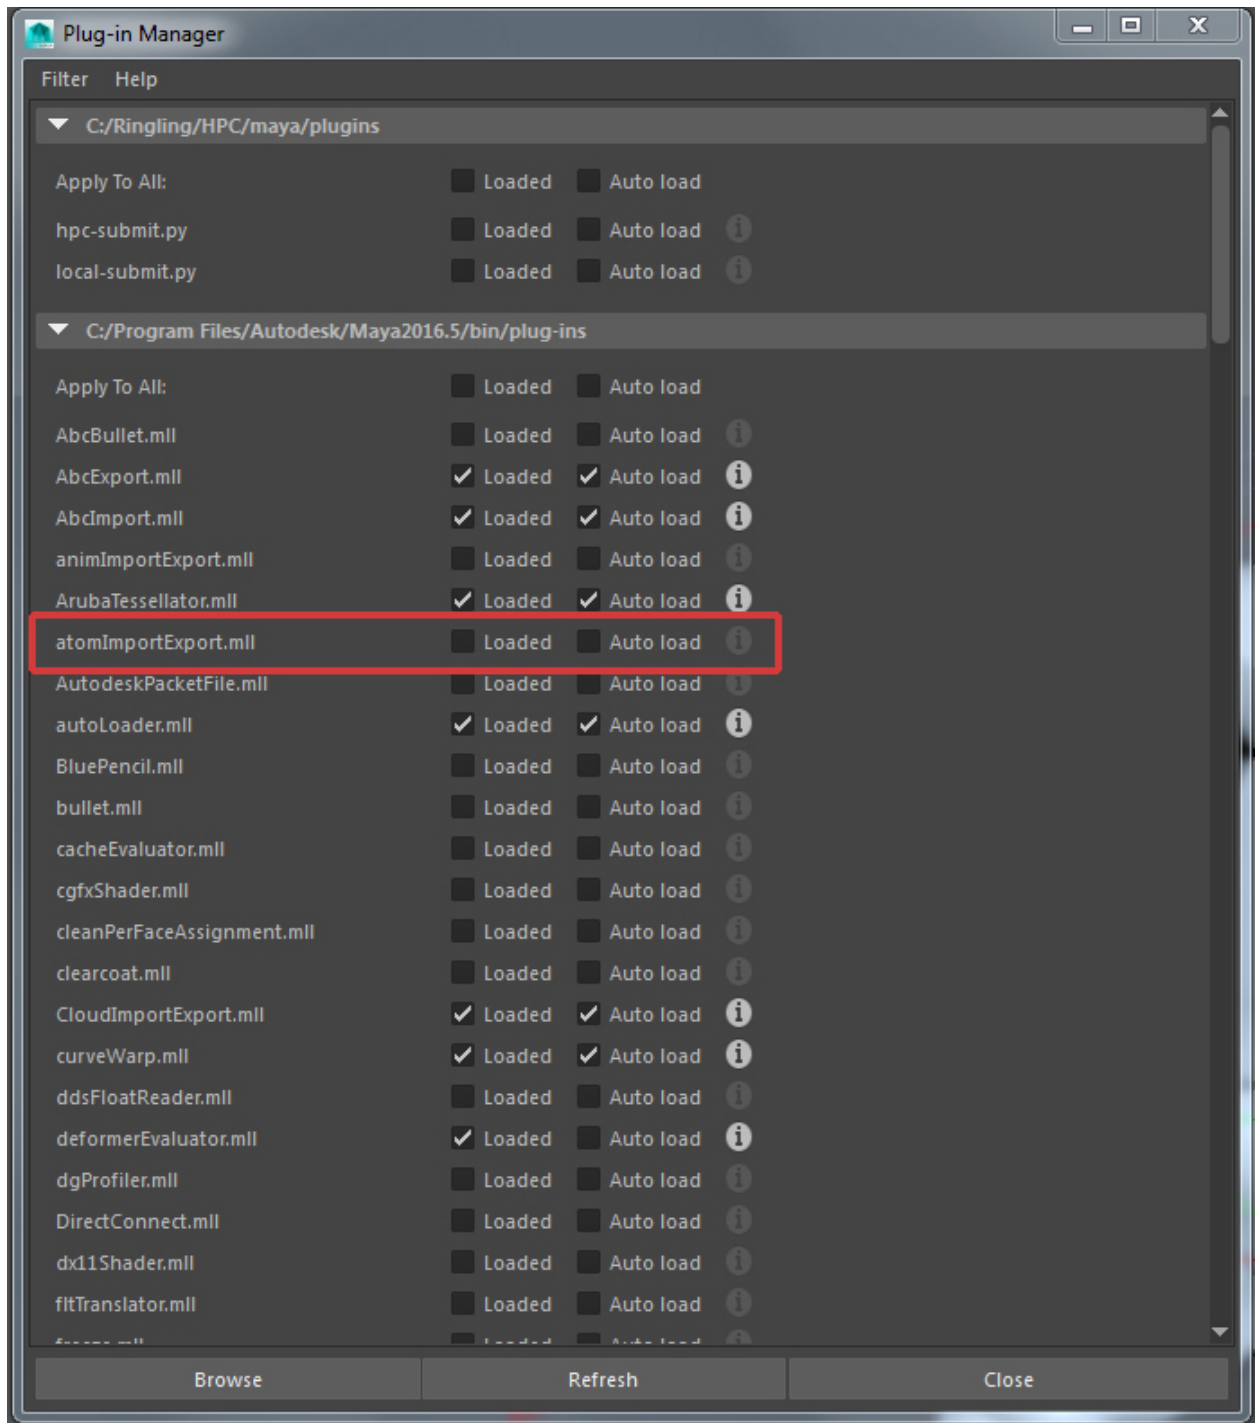 Plug-in Manager
Filter Help
C:/Ringling/HPC/maya/plugins
Apply To All: Loaded Auto load
hpc-submit.py Loaded Auto load
local-submit.py Loaded Auto load
C:/Program Files/Autodesk/Maya2016.5/bin/plug-ins
Apply To All: Loaded Auto load
AbcBullet.mll Loaded Auto load
AbcExport.mll Loaded Auto load
AbcImport.mll Loaded Auto load
animImportExport.mll Loaded Auto load
ArubaTessellator.mll Loaded Auto load
atomImportExport.mll Loaded Auto load
AutodeskPacketFile.mll Loaded Auto load
autoLoader.mll Loaded Auto load
BluePencil.mll Loaded Auto load
bullet.mll Loaded Auto load
cacheEvaluator.mll Loaded Auto load
cgfxShader.mll Loaded Auto load
cleanPerFaceAssignment.mll Loaded Auto load
clearcoat.mll Loaded Auto load
CloudImportExport.mll Loaded Auto load
curveWarp.mll Loaded Auto load
ddsFloatReader.mll Loaded Auto load
deformerEvaluator.mll Loaded Auto load
dgProfiler.mll Loaded Auto load
DirectConnect.mll Loaded Auto load
dx11Shader.mll Loaded Auto load
fltTranslator.mll Loaded Auto load
Loaded Auto load
Browse Refresh Close